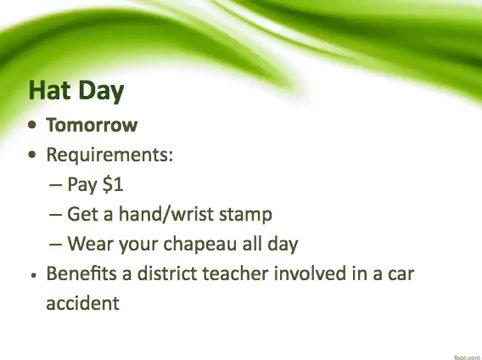 Hat Day
• Tomorrow
• Requirements:
– Pay $1
– Get a hand/wrist stamp
– Wear your chapeau all day
• Benefits a district teacher involved in a car
accident